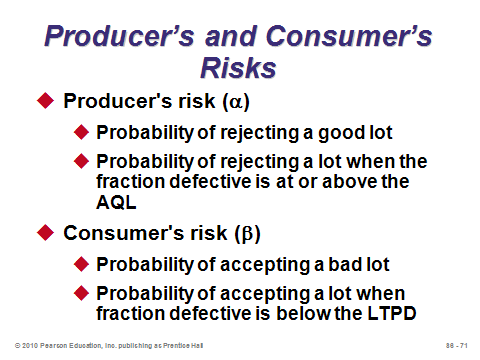 Producer's and Consumer's
Risks
Producer's risk (α)
Probability of rejecting a good lot
Probability of rejecting a lot when the
fraction defective is at or above the
AQL
Consumer's risk (β)
Probability of accepting a bad lot
Probability of accepting a lot when
fraction defective is below the LTPD
© 2010 Pearson Education, Inc. publishing as Prentice Hall
S6 - 71